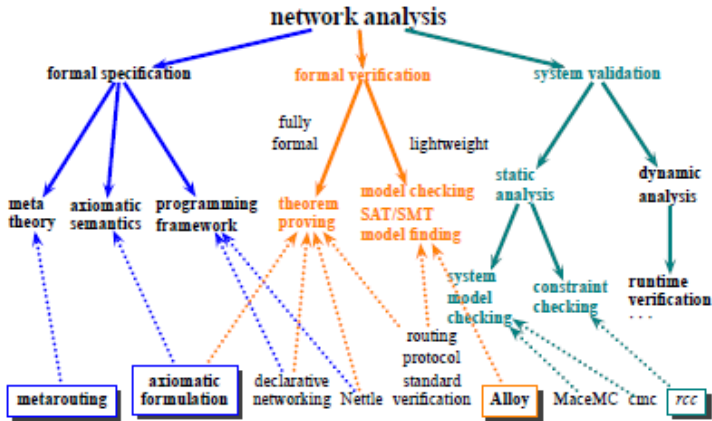 network analysis
formal specification
formal verification
system validation
fully
formal
lightweight
meta
theory
axiomatic
semantics
programming
framework
theorem
proving
model checking
SAT/SMT
model finding
static
analysis
dynamic
analysis
system
model
checking
constraint
checking
runtime
verification
. . .
routing
protocol
standard
verification
metarouting
axiomatic
formulation
declarative
networking
Nettle
Alloy
MaceMC
cmc
rcc